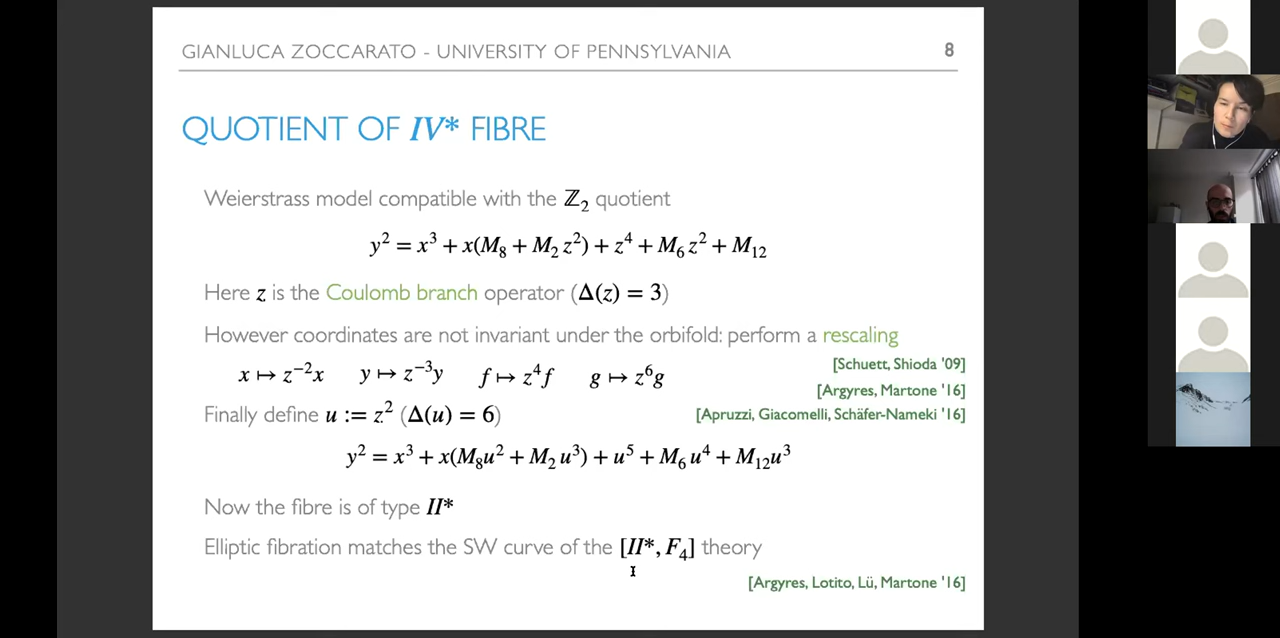 GIANLUCA ZOCCARATO - UNIVERSITY OF PENNSYLVANIA 8
QUOTIENT OF IV* FIBRE
Weierstrass model compatible with the ℤ₂ quotient
y² = x³ + x(M₈ + M₂ z²) + z⁴ + M₆ z² + M₁₂
Here z is the Coulomb branch operator (Δ(z) = 3)
However coordinates are not invariant under the orbifold: perform a rescaling
[Schuett, Shioda '09]
x ↦ z⁻²x y ↦ z⁻³y f ↦ z⁴f g ↦ z⁶g
[Argyres, Martone '16]
Finally define u := z² (Δ(u) = 6) [Apruzzi, Giacomelli, Schäfer-Nameki '16]
y² = x³ + x(M₈u² + M₂ u³) + u⁵ + M₆ u⁴ + M₁₂u³
Now the fibre is of type II*
Elliptic fibration matches the SW curve of the [II*, F₄] theory
[Argyres, Lotito, Lü, Martone '16]